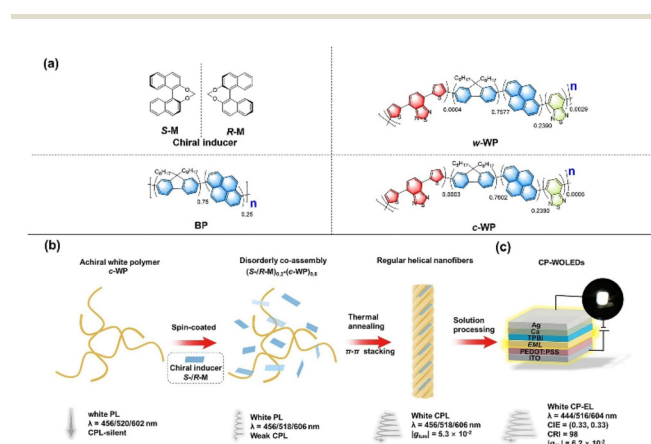 (a)
S-M
R-M
Chiral inducer
C8H17 C8H17
0.0004
0.7577
0.2390
0.0029
n
w-WP
C8H17 C8H17
0.75
0.25
n
BP
C8H17 C8H17
0.0003
0.7602
0.2390
0.0006
n
c-WP
(b)
Achiral white polymer
c-WP
Spin-coated
Chiral inducer
S-/R-M
Disorderly co-assembly
(S-/R-M)0.2-(c-WP)0.8
Thermal
annealing
π-π stacking
Regular helical nanofibers
Solution
processing
(c)
CP-WOLEDs
Ag
Ca
TPBi
EML
PEDOT:PSS
ITO
white PL
λ = 456/520/602 nm
CPL-silent
White PL
λ = 456/518/606 nm
Weak CPL
White CPL
λ = 456/518/606 nm
|glum| = 5.3 × 10-2
White CP-EL
λ = 444/516/604 nm
CIE = (0.33, 0.33)
CRI = 98